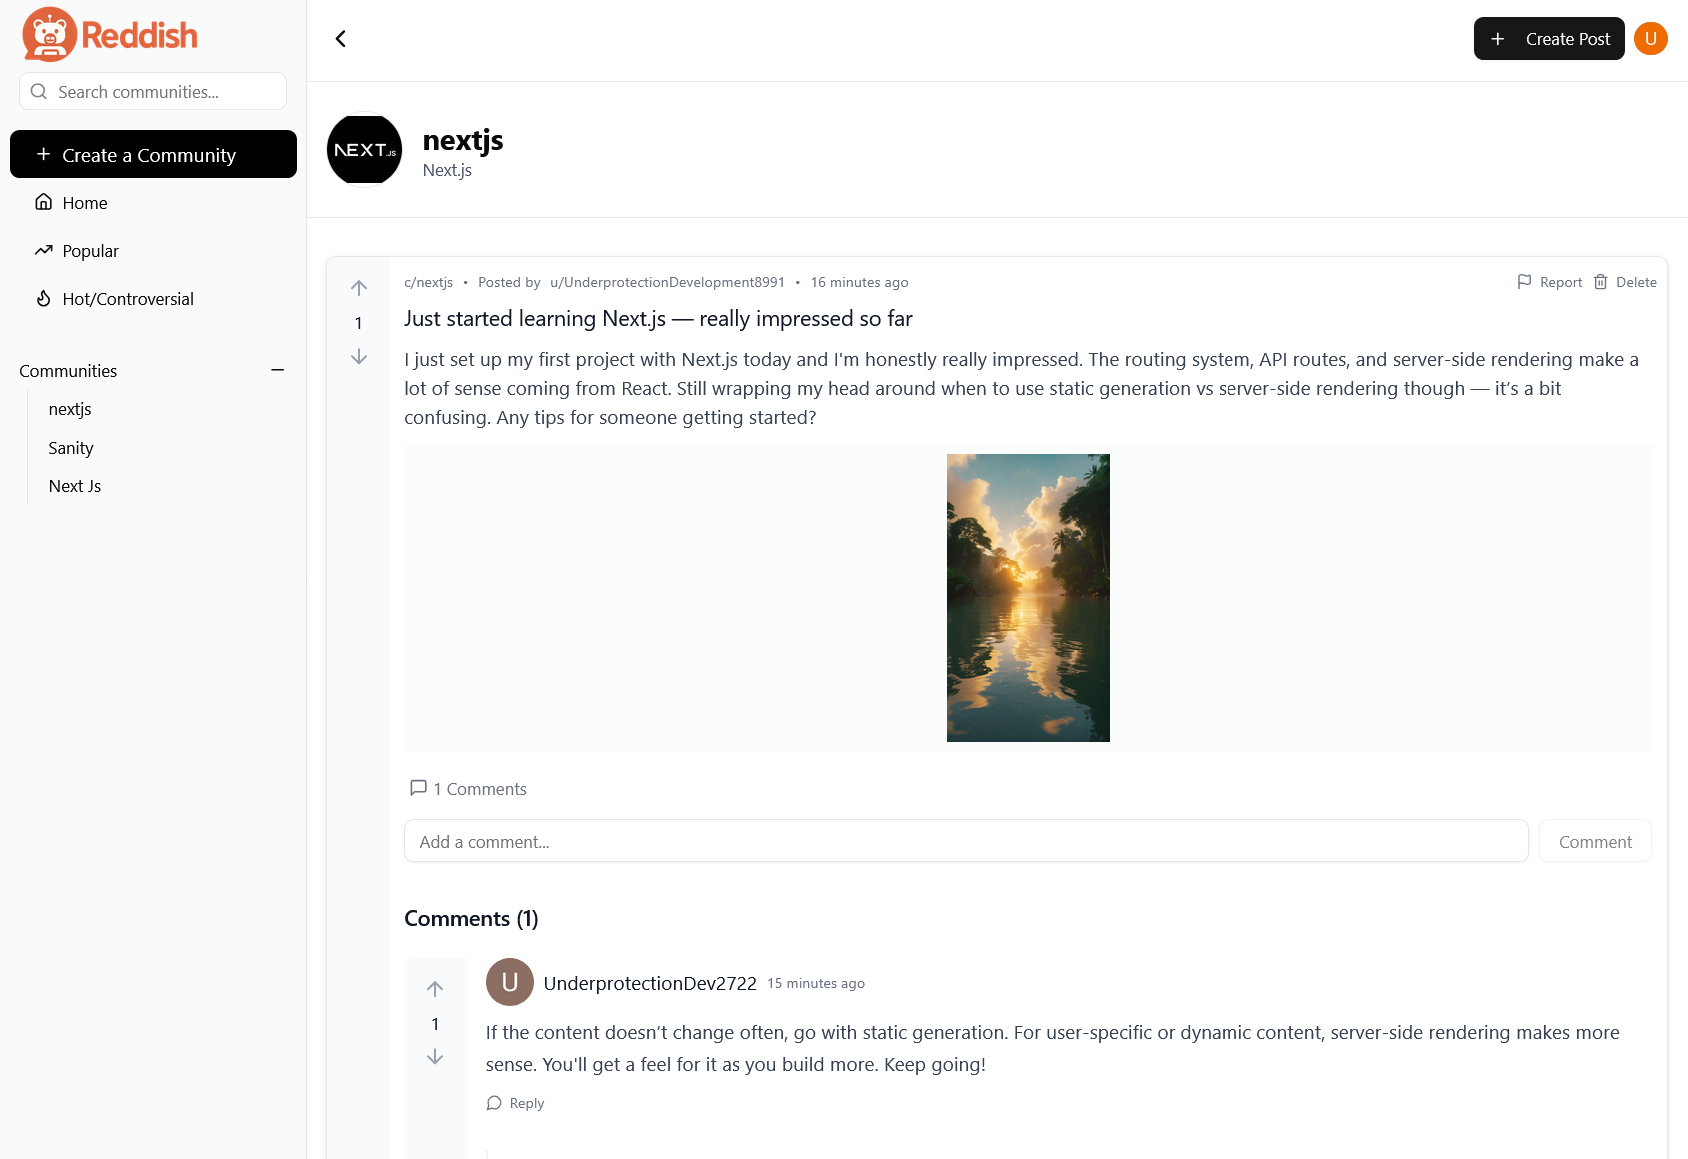 Reddish
Search communities...
Create a Community
Home
Popular
Hot/Controversial
Communities
nextjs
Sanity
Next Js
Create Post
U
NEXT.JS
nextjs
Next.js
c/nextjs • Posted by u/UnderprotectionDevelopment8991 • 16 minutes ago
Report
Delete
1
Just started learning Next.js — really impressed so far
I just set up my first project with Next.js today and I'm honestly really impressed. The routing system, API routes, and server-side rendering make a
lot of sense coming from React. Still wrapping my head around when to use static generation vs server-side rendering though — it’s a bit
confusing. Any tips for someone getting started?
1 Comments
Add a comment...
Comment
Comments (1)
1
U
UnderprotectionDev2722 15 minutes ago
If the content doesn’t change often, go with static generation. For user-specific or dynamic content, server-side rendering makes more
sense. You'll get a feel for it as you build more. Keep going!
Reply